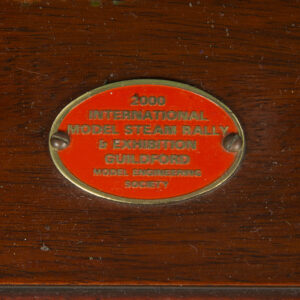 2000
INTERNATIONAL
MODEL STEAM RALLY
& EXHIBITION
GUILDFORD
MODEL ENGINEERING
SOCIETY